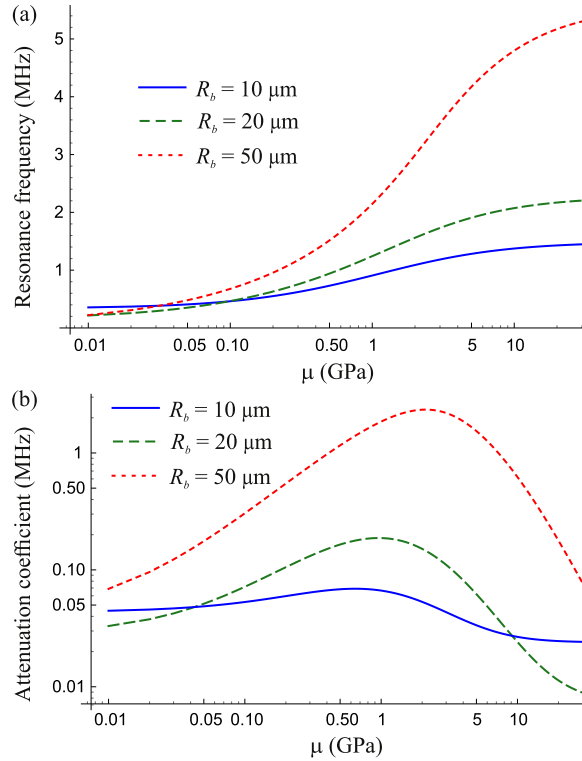 (a)
Resonance frequency (MHz)
5
4
3
2
1
R_b = 10 μm
R_b = 20 μm
R_b = 50 μm
0.01 0.05 0.10 0.50 1 5 10
μ (GPa)
(b)
Attenuation coefficient (MHz)
1
0.50
0.10
0.05
0.01
R_b = 10 μm
R_b = 20 μm
R_b = 50 μm
0.01 0.05 0.10 0.50 1 5 10
μ (GPa)